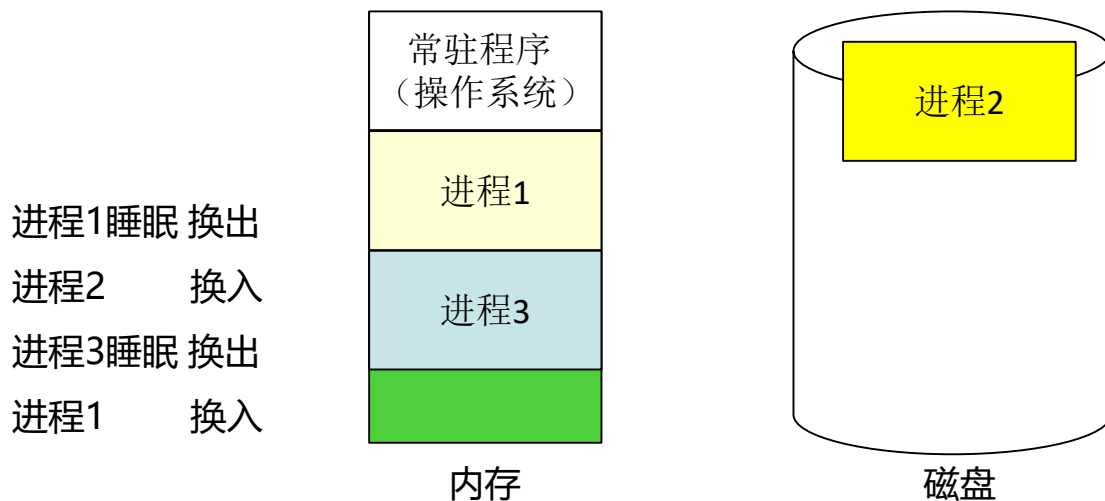 常驻程序
（操作系统）
进程1
进程3
内存
进程2
磁盘
进程1睡眠 换出
进程2 换入
进程3睡眠 换出
进程1 换入